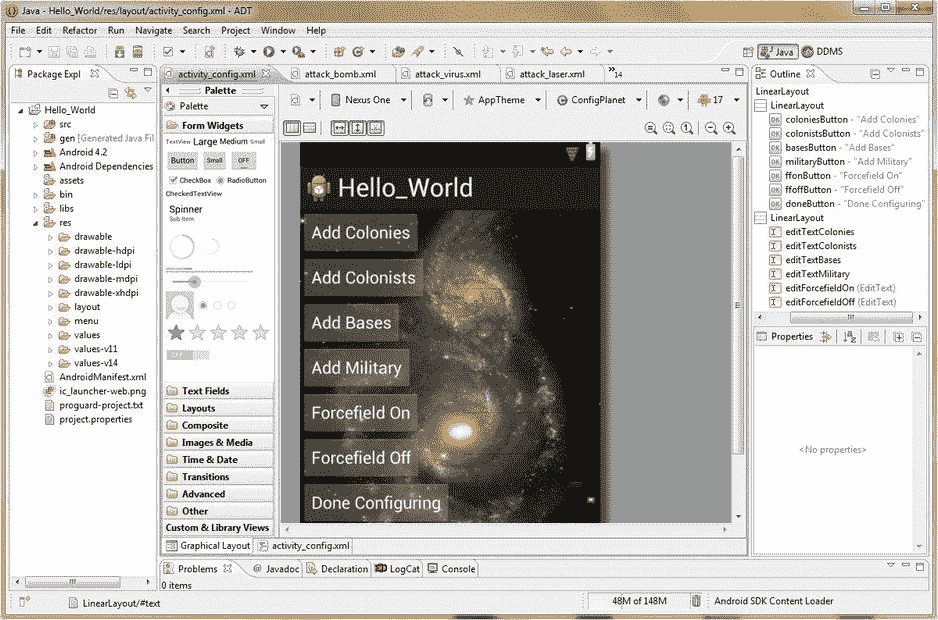 Java - Hello_World/res/layout/activity_config.xml - ADT
File Edit Refactor Run Navigate Search Project Window Help
Java DDMS
Package Expl
Hello_World
src
gen [Generated Java Fil
Android 4.2
Android Dependencies
assets
bin
libs
res
drawable
drawable-hdpi
drawable-ldpi
drawable-mdpi
drawable-xhdpi
layout
menu
values
values-v11
values-v14
AndroidManifest.xml
ic_launcher-web.png
proguard-project.txt
project.properties
activity_config.xml attack_bomb.xml attack_virus.xml attack_laser.xml 14
Palette
Palette
Form Widgets
TextView Large Medium Small
Button Small OFF
CheckBox RadioButton
CheckedTextView
Spinner
Sub Item
OFF
Text Fields
Layouts
Composite
Images & Media
Time & Date
Transitions
Advanced
Other
Custom & Library Views
Nexus One AppTheme ConfigPlanet 17
Hello_World
Add Colonies
Add Colonists
Add Bases
Add Military
Forcefield On
Forcefield Off
Done Configuring
Graphical Layout activity_config.xml
Outline
LinearLayout
LinearLayout
coloniesButton - "Add Colonies"
colonistsButton - "Add Colonists"
basesButton - "Add Bases"
militaryButton - "Add Military"
ffonButton - "Forcefield On"
ffoffButton - "Forcefield Off"
doneButton - "Done Configuring"
LinearLayout
editTextColonies
editTextColonists
editTextBases
editTextMilitary
editForcefieldOn (EditText)
editForcefieldOff (EditText)
Properties
<No properties>
Problems Javadoc Declaration LogCat Console
0 items
LinearLayout/#text
48M of 148M
Android SDK Content Loader